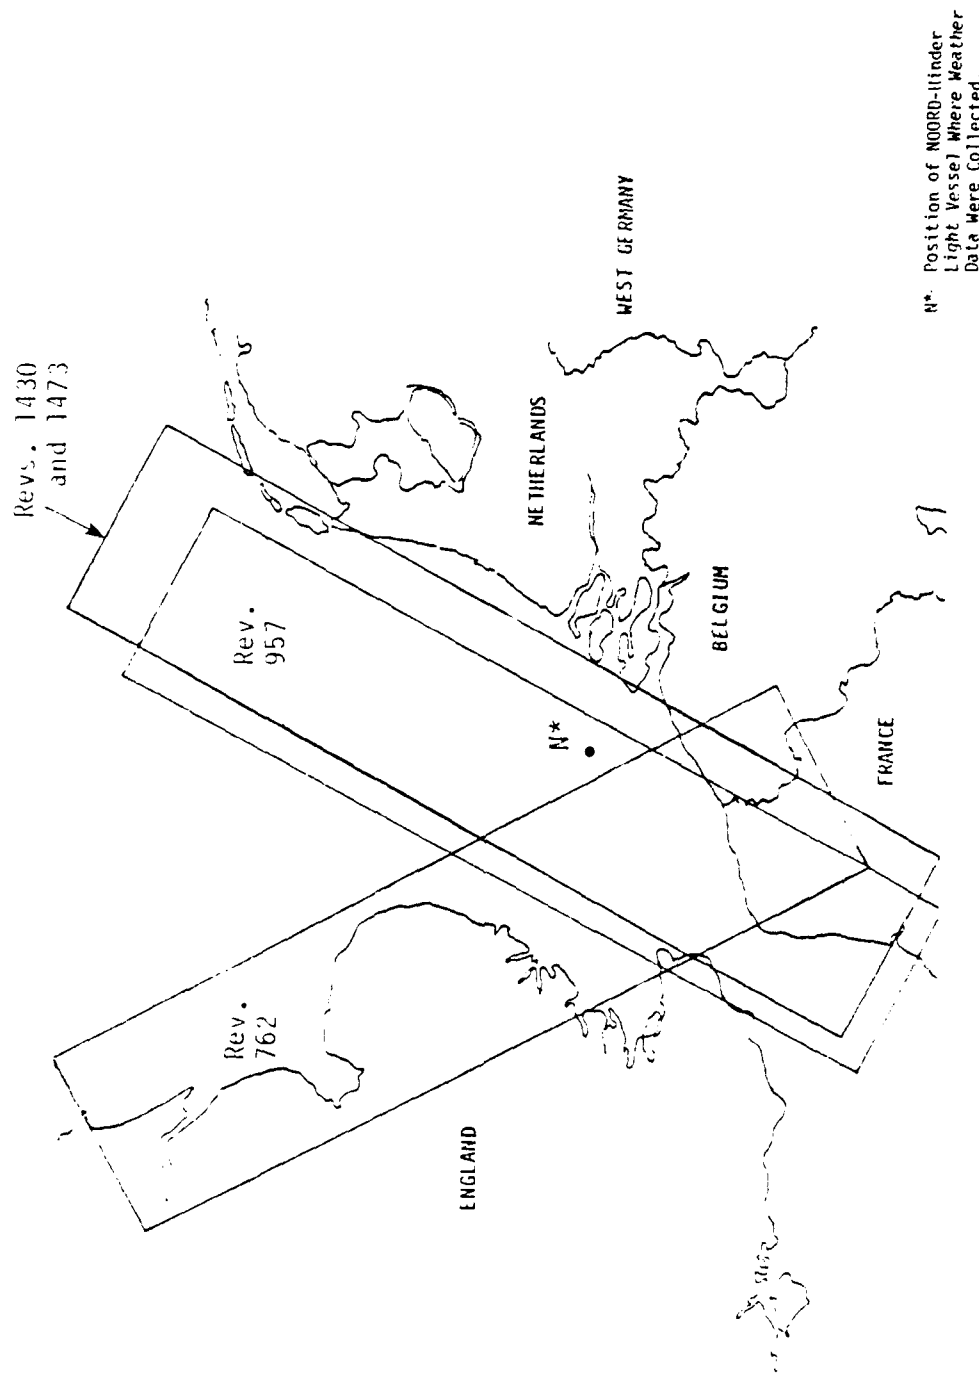 Revs. 1430
and 1473
Rev.
957
Rev.
762
WEST GERMANY
NETHERLANDS
N*
BELGIUM
ENGLAND
FRANCE
N* Position of NOORD-Hinder
Light Vessel Where Weather
Data Were Collected